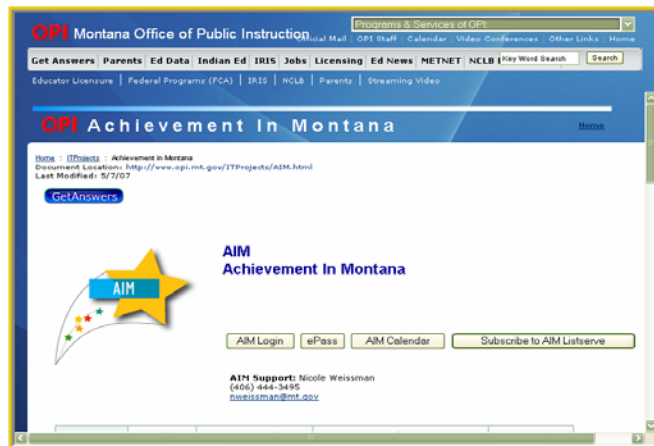 Programs & Services of OPI:
OPI Montana Office of Public Instruction
Official Mail | OPI Staff | Calendar | Video Conferences | Other Links | Home
Get Answers Parents Ed Data Indian Ed IRIS Jobs Licensing Ed News METNET NCLB Key Word Search Search
Educator Licensure | Federal Programs (FCA) | IRIS | NCLB | Parents | Streaming Video
OPI Achievement In Montana
Home
Home : ITProjects : Achievement in Montana
Document Location: http://www.opi.mt.gov/ITProjects/AIM.html
Last Modified: 5/7/07
GetAnswers
AIM
Achievement In Montana
AIM
AIM Login ePass AIM Calendar Subscribe to AIM Listserve
AIM Support: Nicole Weissman
(406) 444-3495
nweissman@mt.gov